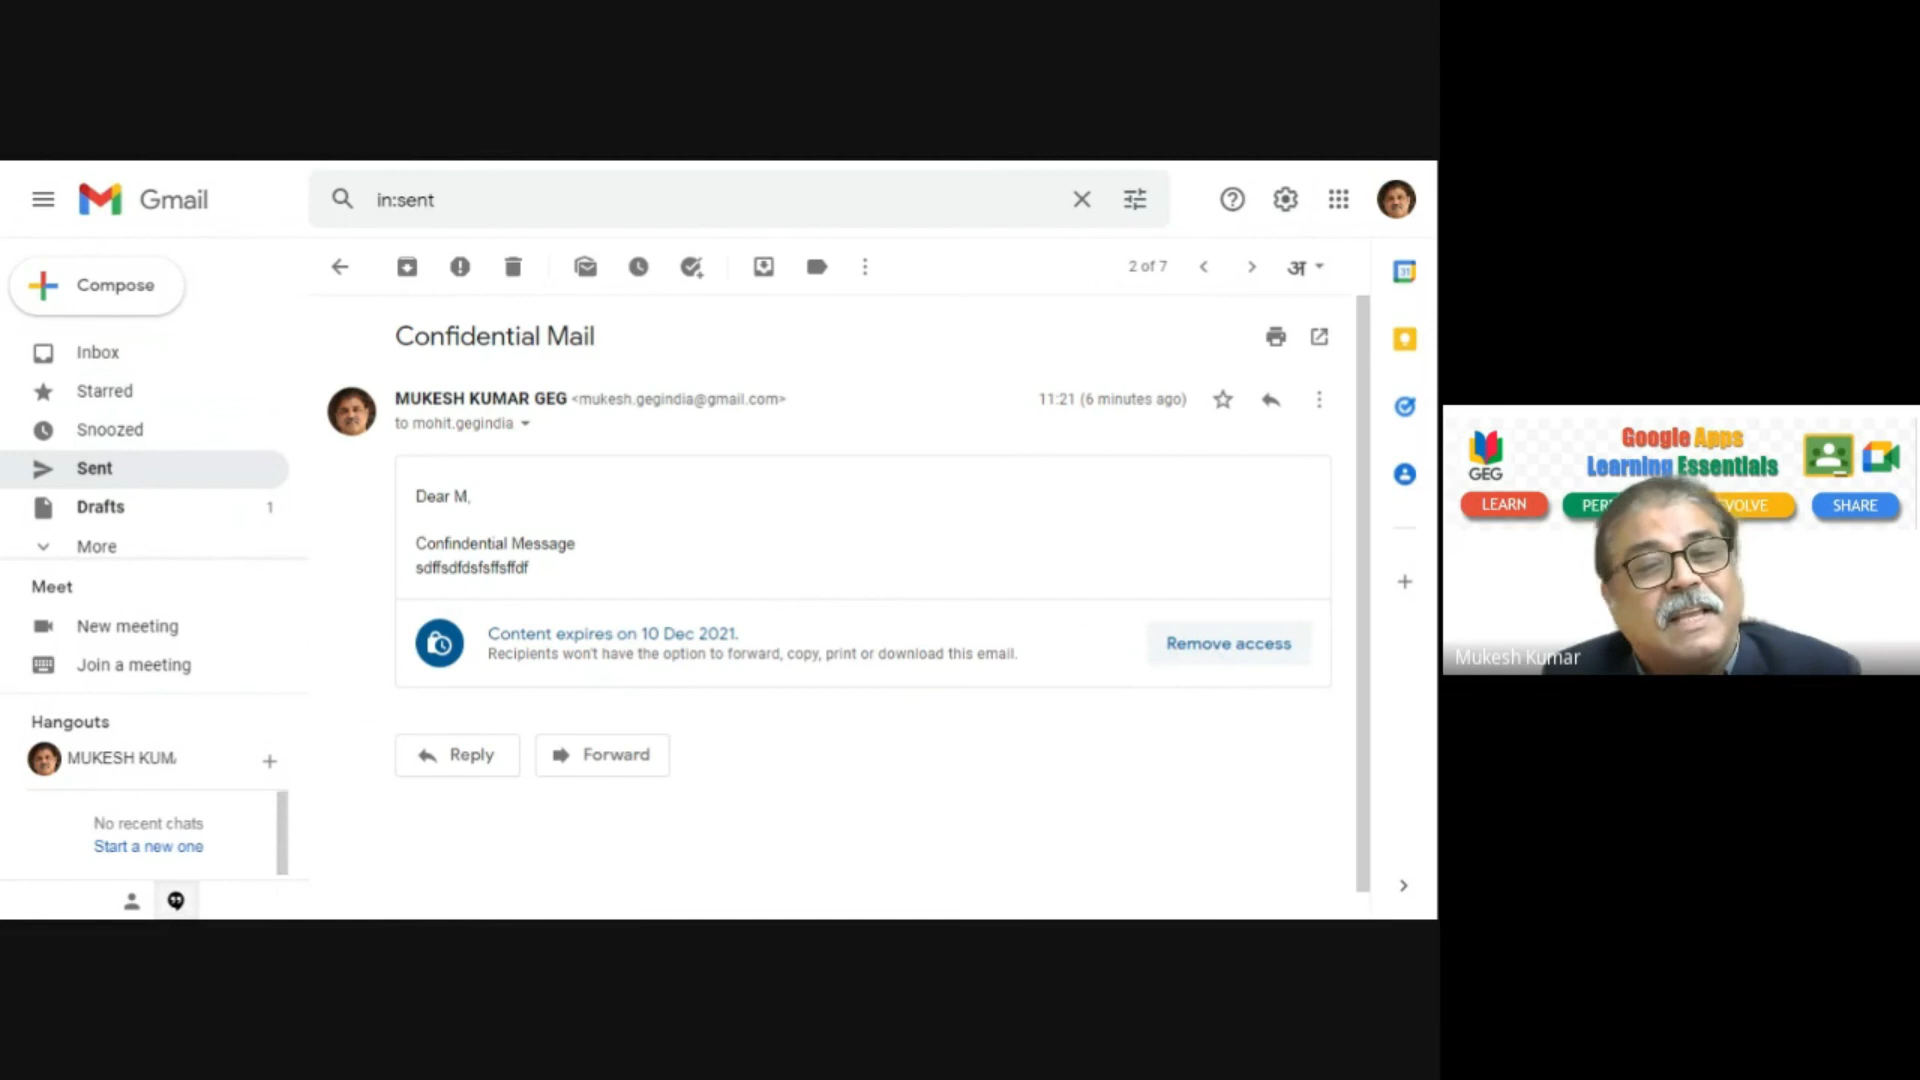 Gmail
in:sent
Compose
2 of 7
अ
Inbox
Starred
Snoozed
Sent
Drafts 1
More
Meet
New meeting
Join a meeting
Hangouts
MUKESH KUM
No recent chats
Start a new one
Confidential Mail
MUKESH KUMAR GEG <mukesh.gegindia@gmail.com>
11:21 (6 minutes ago)
to mohit.gegindia
Dear M,
Confindential Message
sdffsdfdsfsffsffdf
Content expires on 10 Dec 2021.
Recipients won't have the option to forward, copy, print or download this email.
Remove access
Reply
Forward
31
GEG
Google Apps
Learning Essentials
LEARN
PER
VOLVE
SHARE
Mukesh Kumar